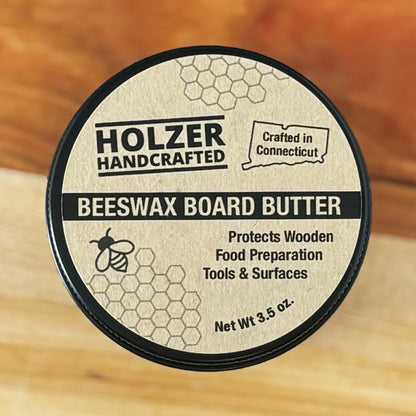 HOLZER
HANDCRAFTED
Crafted in
Connecticut
BEESWAX BOARD BUTTER
Protects Wooden
Food Preparation
Tools & Surfaces
Net Wt 3.5 oz.